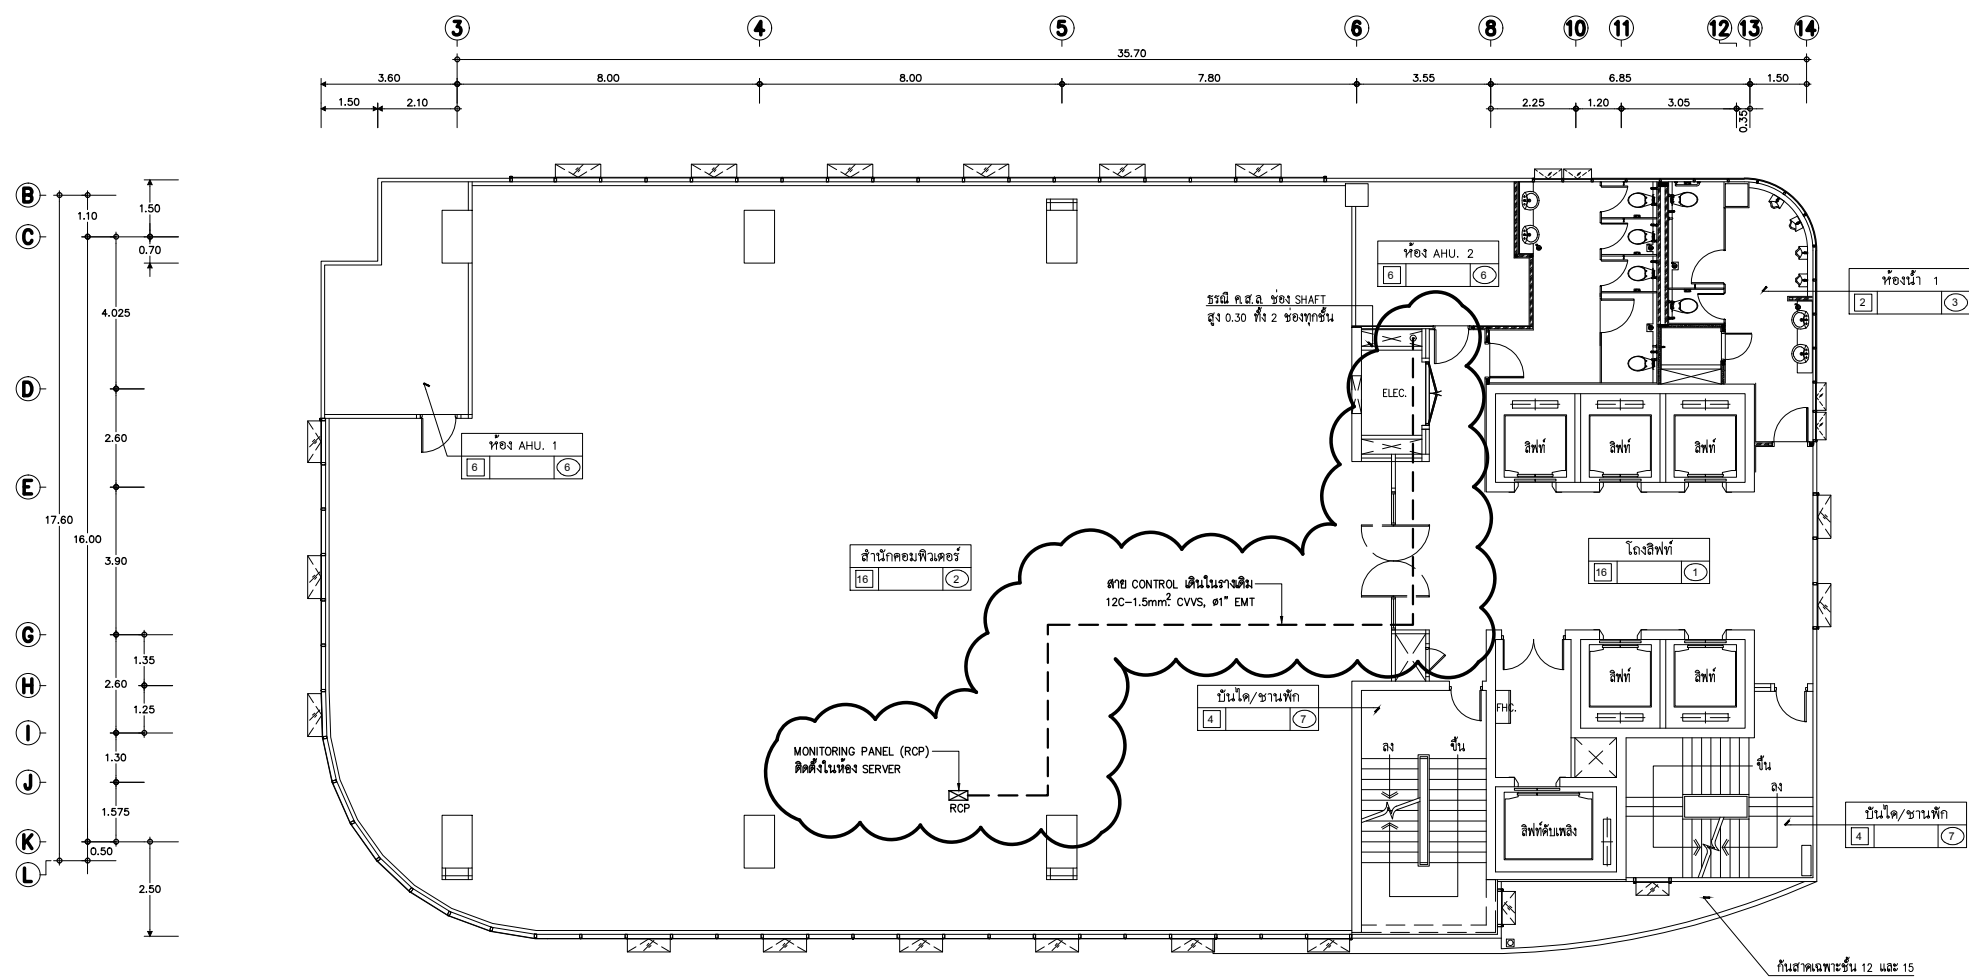 3 4 5 6 8 10 11 12 13 14
35.70
3.60 8.00 8.00 7.80 3.55 6.85 1.50
1.50 2.10 2.25 1.20 3.05 0.35
B
C
D
E
G
H
I
J
K
L
17.60
16.00
1.10
4.025
2.60
3.90
2.60
1.30
1.575
0.50
1.50
0.70
1.35
1.25
2.50
ห้อง AHU. 2
6 6
ธรณี ค.ส.ล. ช่อง SHAFT
สูง 0.30 ทั้ง 2 ช่องทุกชั้น
ห้องน้ำ 1
2 3
ELEC.
ห้อง AHU. 1
6 6
ลิฟท์ ลิฟท์ ลิฟท์
สำนักคอมพิวเตอร์
16 2
โถงลิฟท์
16 1
สาย CONTROL เดินในรางเดิม
12C-1.5mm.² CVVS, ø1" EMT
ลิฟท์ ลิฟท์
บันได/ชานพัก
4 7
FHC.
MONITORING PANEL (RCP)
ติดตั้งในห้อง SERVER
RCP
ลง ขึ้น
ขึ้น
ลง
ลิฟท์ดับเพลิง
บันได/ชานพัก
4 7
กันสาดเฉพาะชั้น 12 และ 15